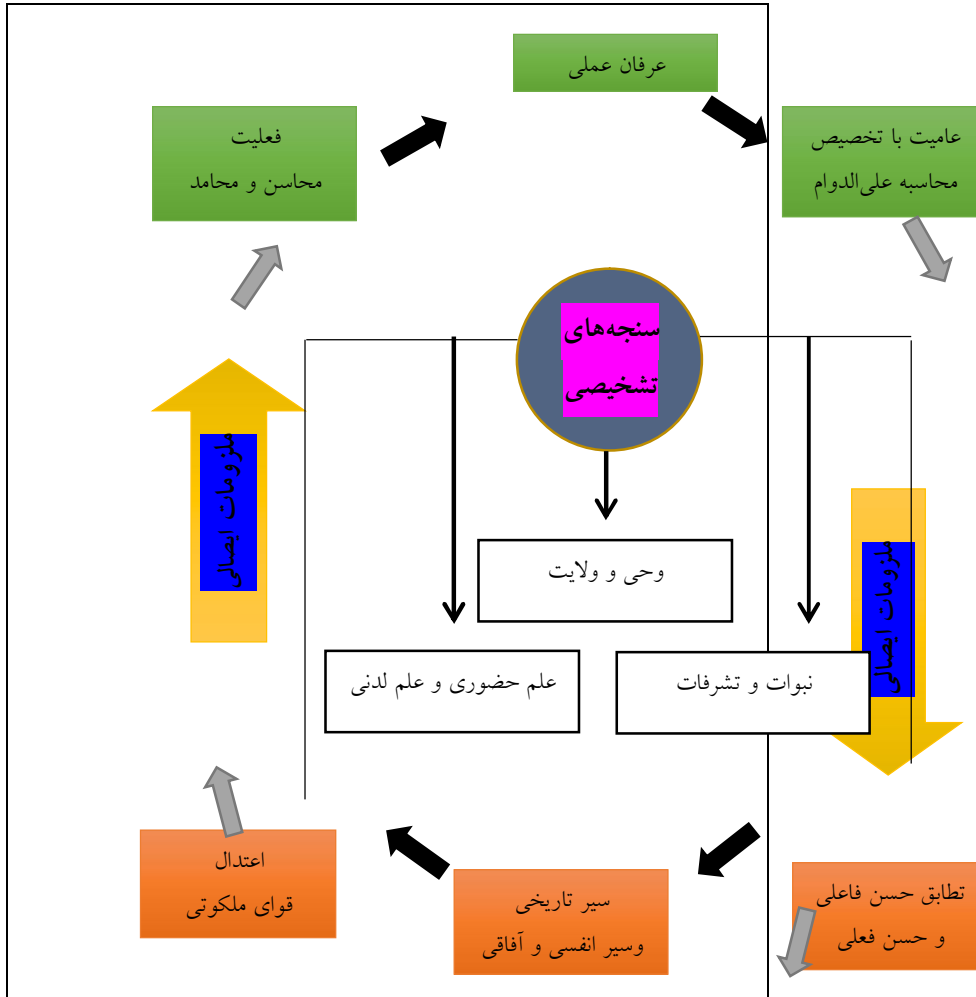 عرفان عملی
عامیت با تخصیص
محاسبه علی‌الدوام
فعلیت
محاسن و محامد
سنجه‌های
تشخیصی
ملزومات ایصالی
ملزومات ایصالی
وحی و ولایت
نبوات و تشرفات
علم حضوری و علم لدنی
تطابق حسن فاعلی
و حسن فعلی
سیر تاریخی
وسیر انفسی و آفاقی
اعتدال
قوای ملکوتی